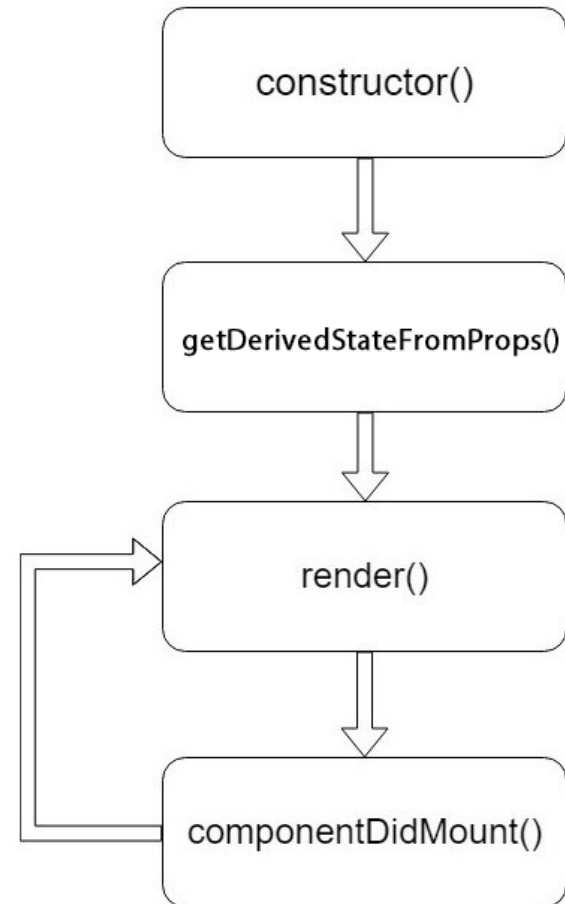 constructor()
getDerivedStateFromProps()
render()
componentDidMount()